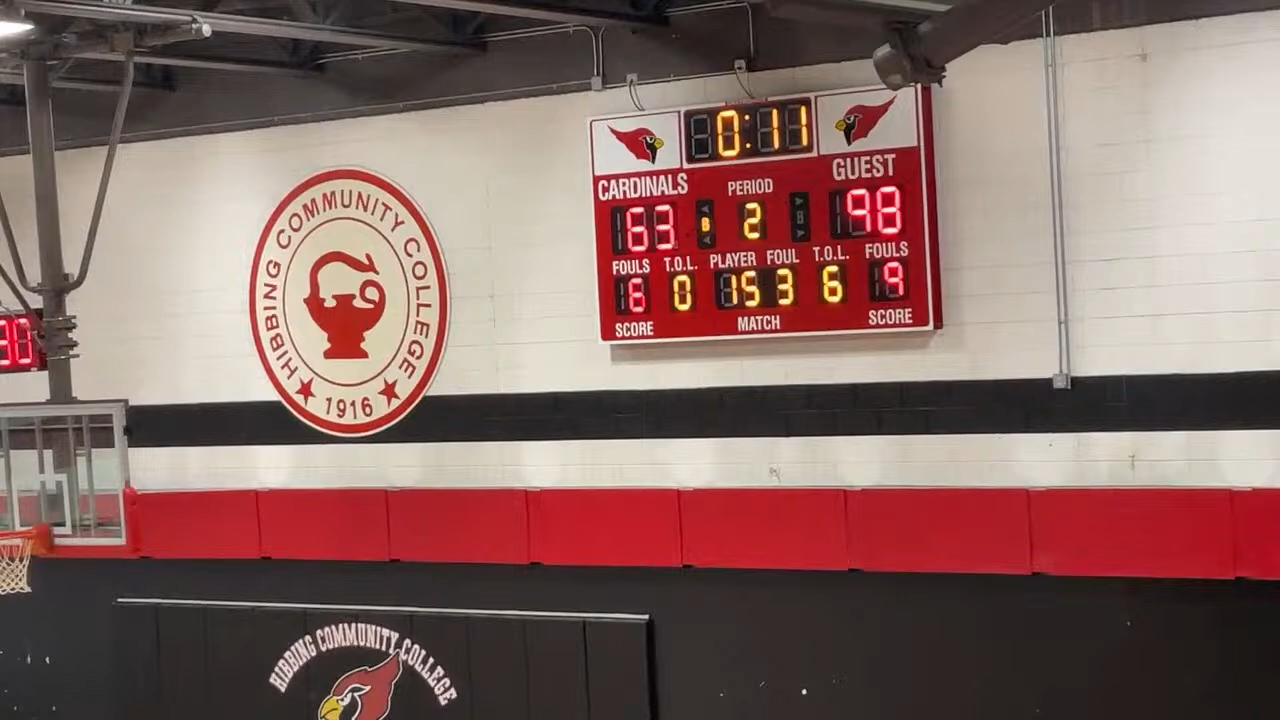 0:11
CARDINALS
PERIOD
GUEST
63
B
2
98
FOULS
T.O.L.
PLAYER
FOUL
T.O.L.
FOULS
6
0
15
3
6
9
SCORE
MATCH
SCORE
HIBBING COMMUNITY COLLEGE
1916
30
HIBBING COMMUNITY COLLEGE